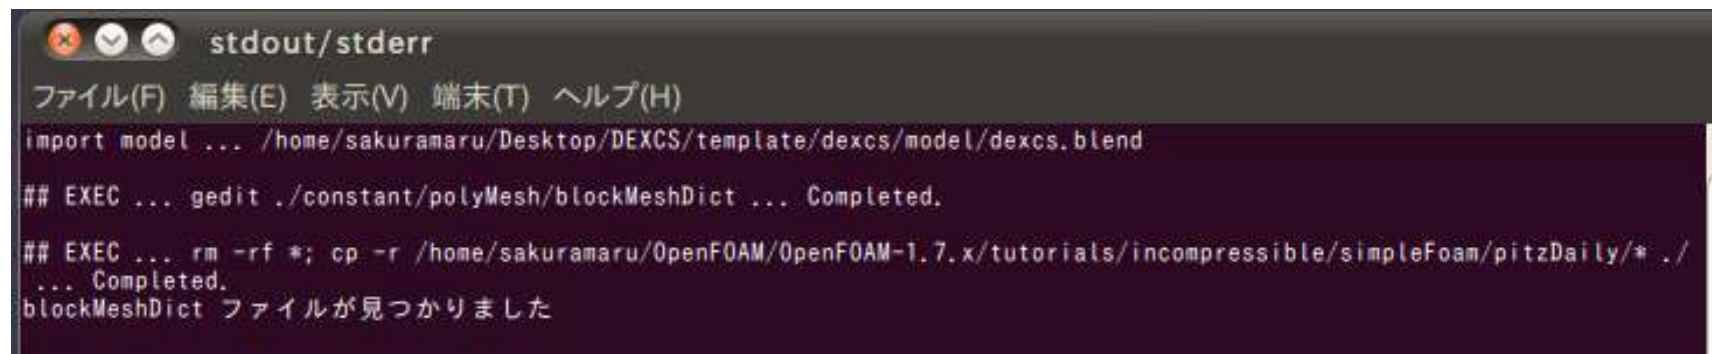 stdout/stderr
ファイル(F) 編集(E) 表示(V) 端末(T) ヘルプ(H)
import model ... /home/sakuramaru/Desktop/DEXCS/template/dexcs/model/dexcs.blend
## EXEC ... gedit ./constant/polyMesh/blockMeshDict ... Completed.
## EXEC ... rm -rf *; cp -r /home/sakuramaru/OpenFOAM/OpenFOAM-1.7.x/tutorials/incompressible/simpleFoam/pitzDaily/* ./
... Completed.
blockMeshDict ファイルが見つかりました